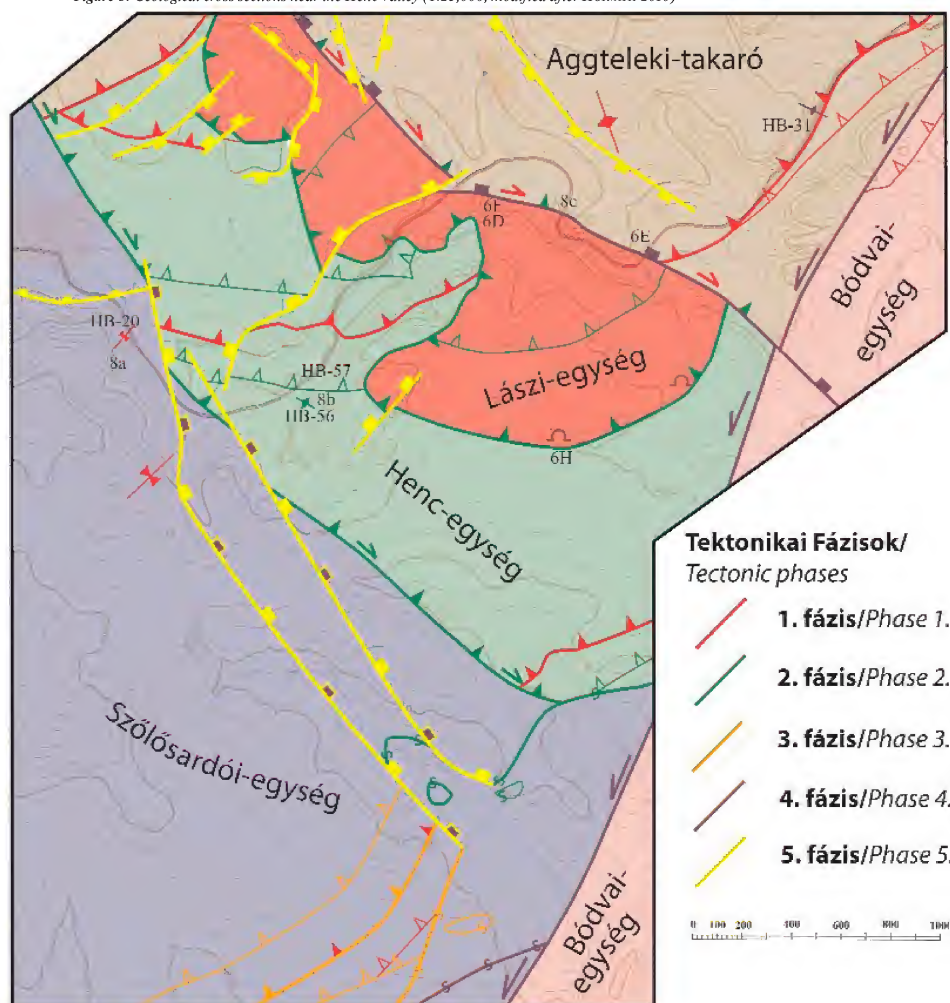 Aggteleki-takaró
HB-31
6F
6D
8c
6E
Bódvai-
egység
HB-20
8a
HB-57
8b
HB-56
Lászi-egység
6H
Henc-egység
Szőlősardói-egység
Bódvai-
egység
Tektonikai Fázisok/
Tectonic phases
1. fázis/Phase 1.
2. fázis/Phase 2.
3. fázis/Phase 3.
4. fázis/Phase 4.
5. fázis/Phase 5.
0 100 200 400 600 800 1000